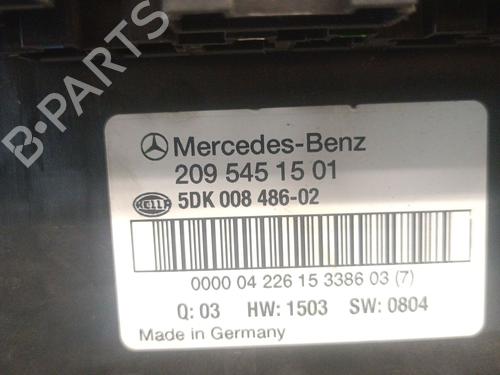 B-PARTS
Mercedes-Benz
209 545 15 01
HELLA 5DK 008 486-02
0000 04 226 15 3386 03 (7)
Q: 03 HW: 1503 SW: 0804
Made in Germany